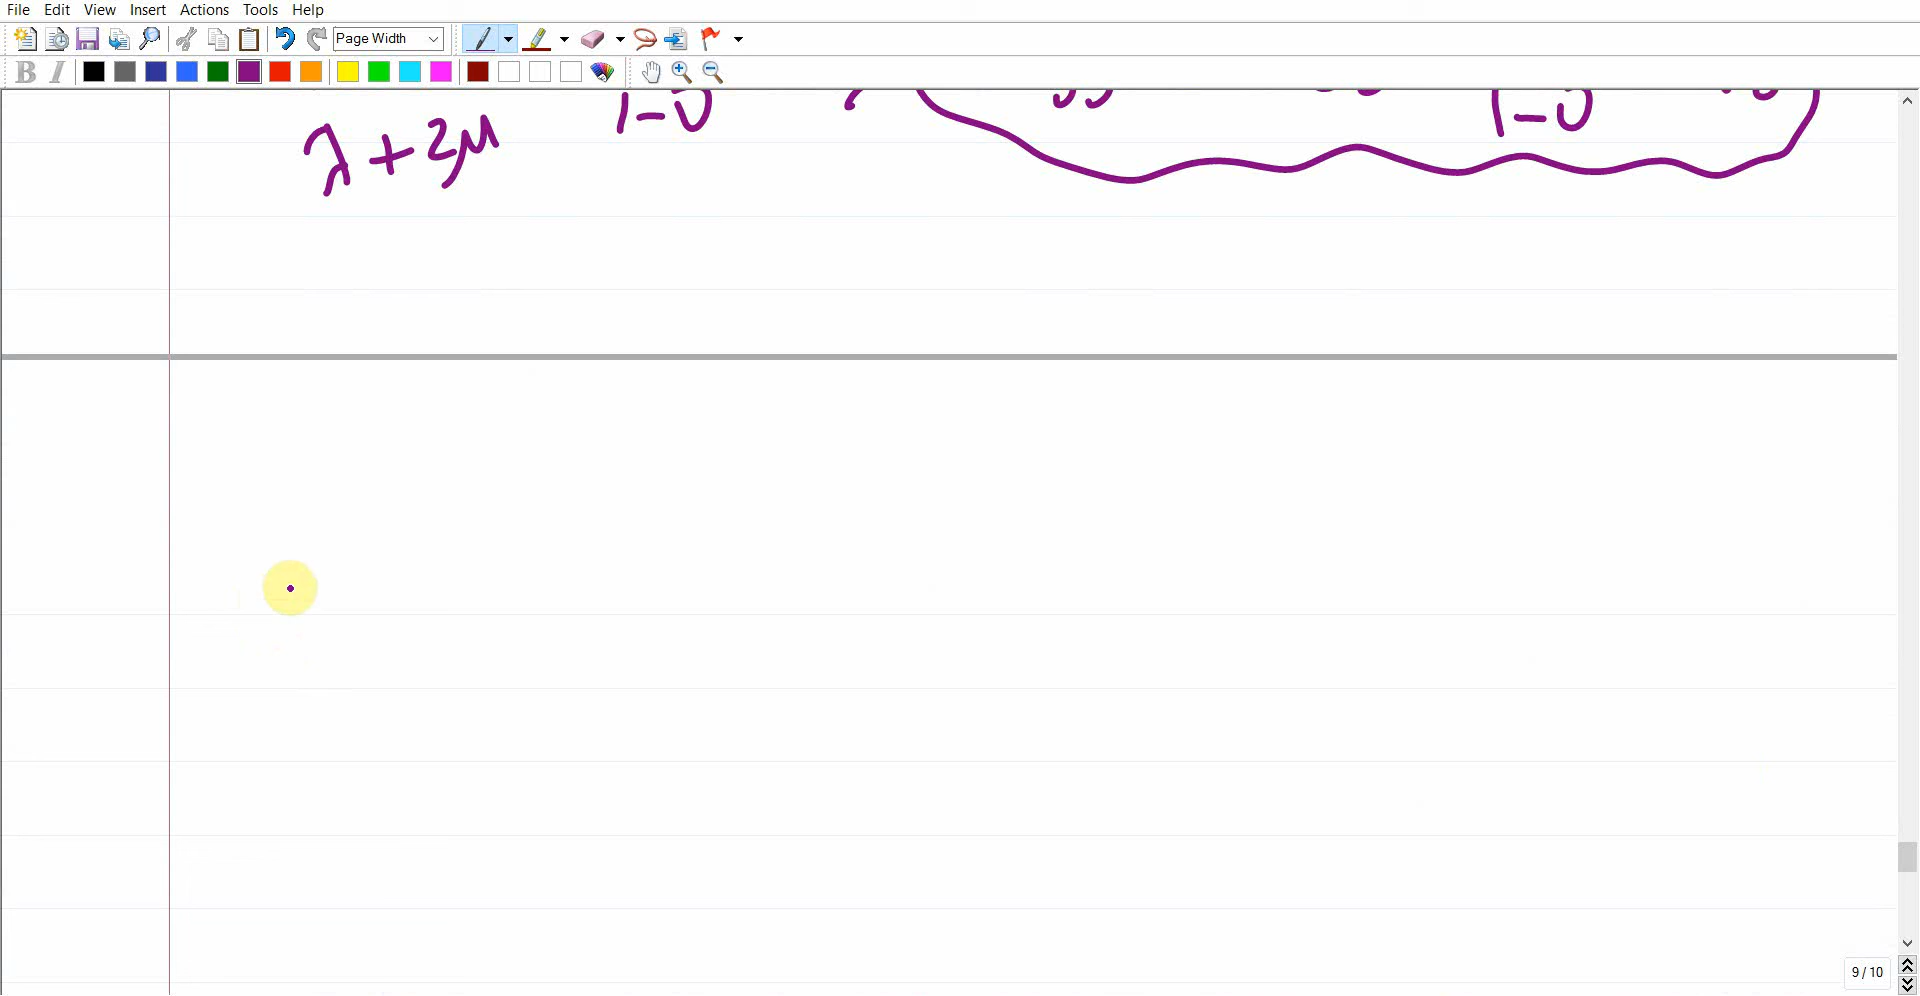 File Edit View Insert Actions Tools Help
Page Width
B I
1-ν 1-ν
λ+2μ
9 / 10